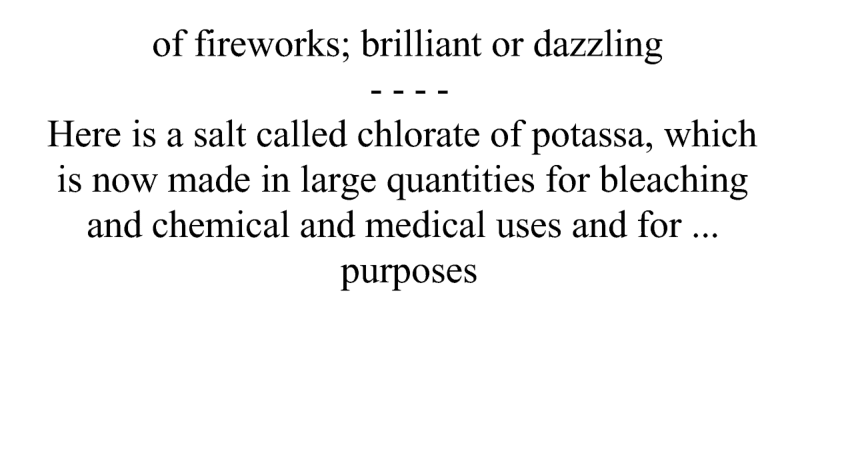 of fireworks; brilliant or dazzling
- - - -
Here is a salt called chlorate of potassa, which
is now made in large quantities for bleaching
and chemical and medical uses and for ...
purposes